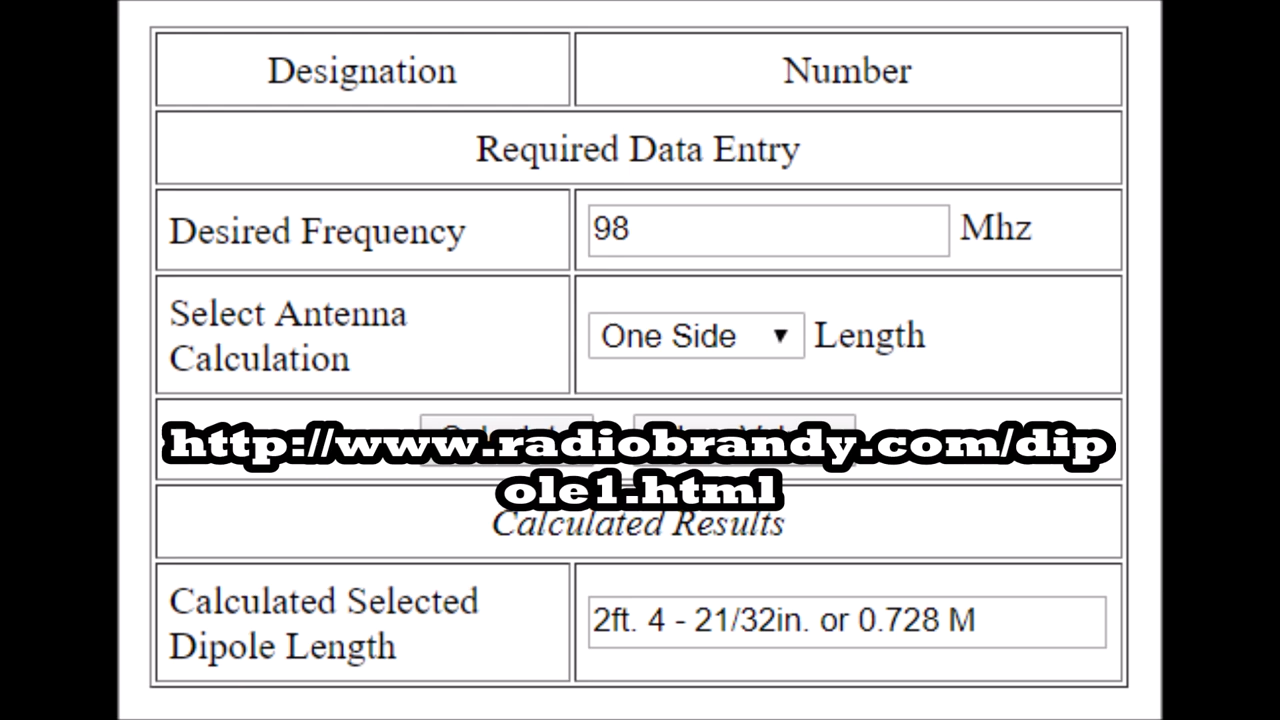 Designation Number
Required Data Entry
Desired Frequency 98 Mhz
Select Antenna
Calculation
One Side ▼ Length
http://www.radiobrandy.com/dip
ole1.html
Calculated Results
Calculated Selected
Dipole Length
2ft. 4 - 21/32in. or 0.728 M